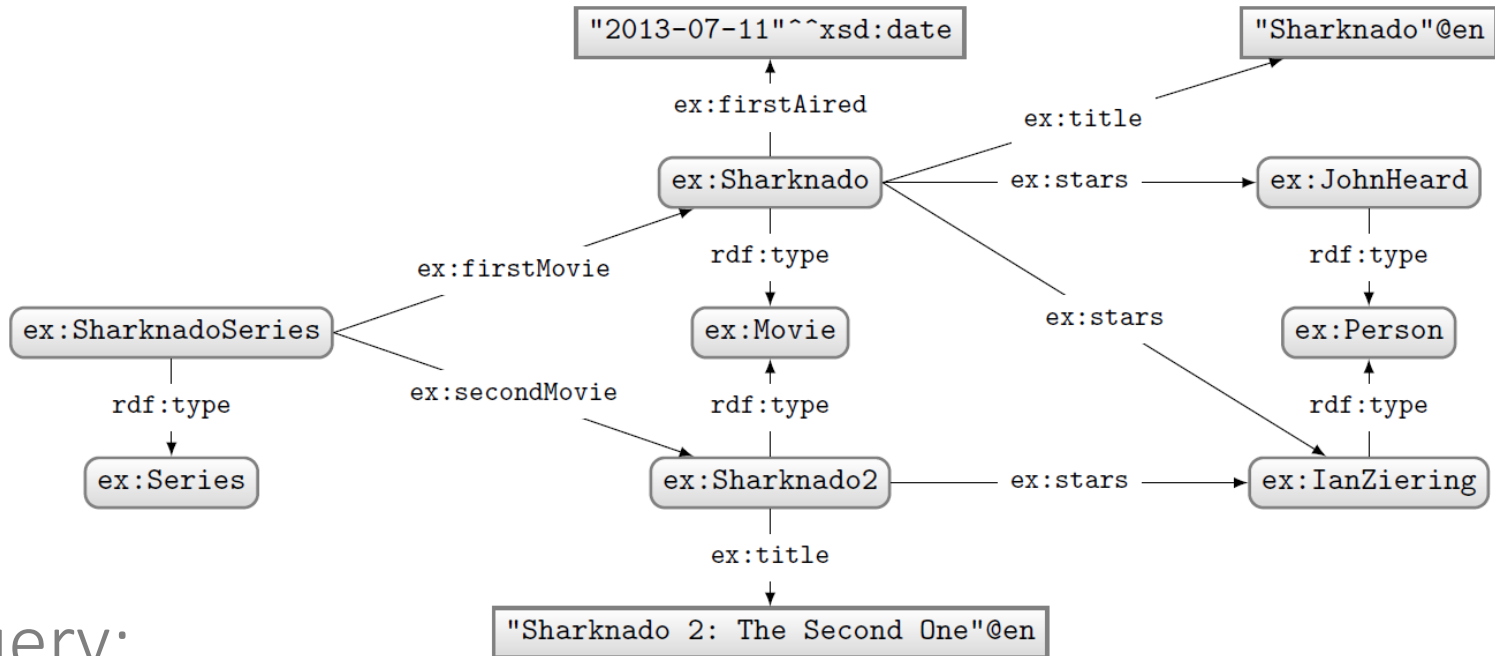 "2013-07-11"^^xsd:date
"Sharknado"@en
ex:firstAired
ex:title
ex:Sharknado
ex:stars
ex:JohnHeard
rdf:type
rdf:type
ex:firstMovie
ex:SharknadoSeries
ex:Movie
ex:stars
ex:Person
rdf:type
ex:secondMovie
rdf:type
rdf:type
ex:Series
ex:Sharknado2
ex:stars
ex:IanZiering
ex:title
"Sharknado 2: The Second One"@en